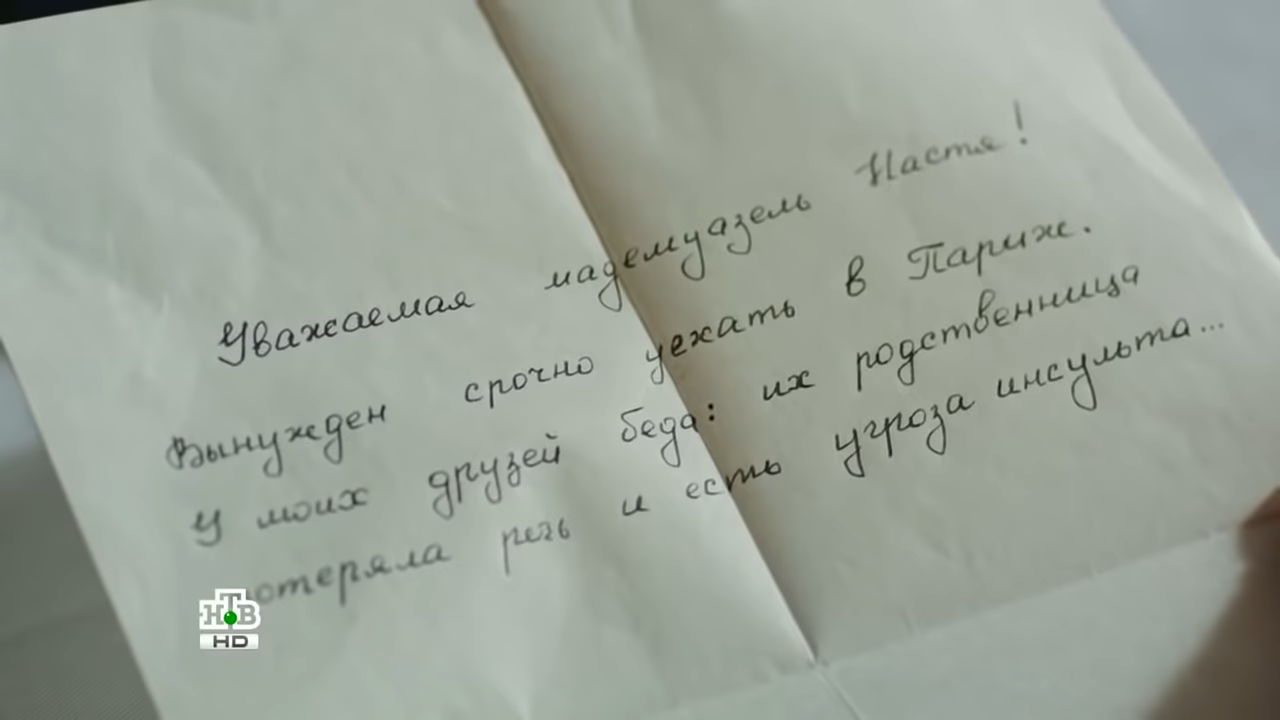 Уважаемая мадемуазель Настя!
Вынужден срочно уехать в Париж.
У моих друзей беда: их родственница
потеряла речь и есть угроза инсульта...
НТВ
HD